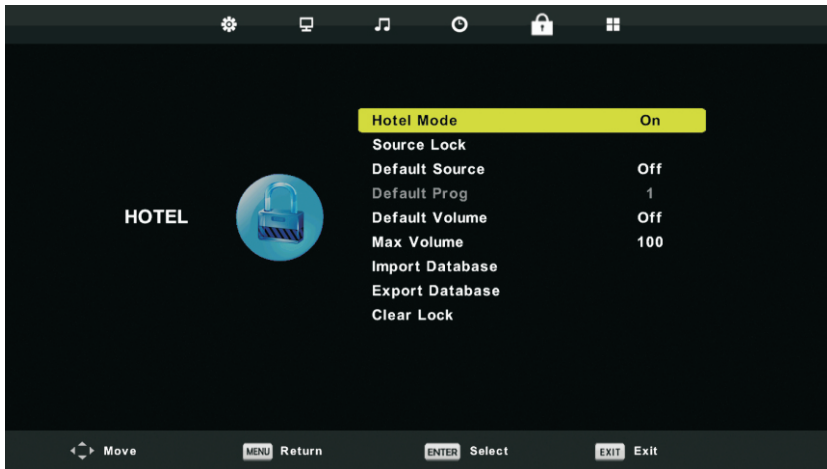 Hotel Mode On
Source Lock
Default Source Off
Default Prog 1
HOTEL
Default Volume Off
Max Volume 100
Import Database
Export Database
Clear Lock
Move MENU Return ENTER Select EXIT Exit